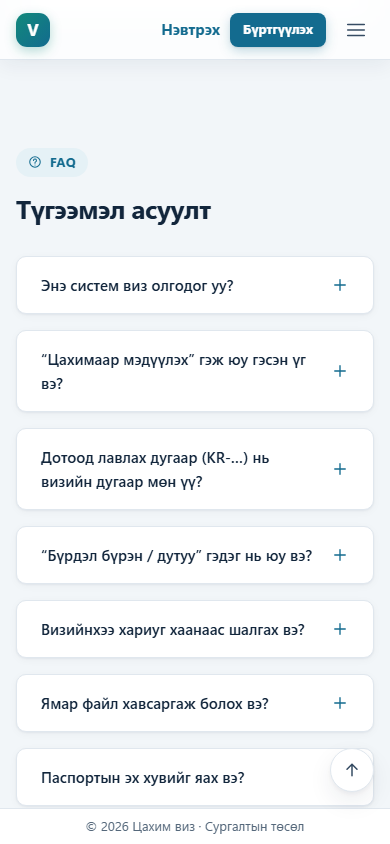 V
Нэвтрэх
Бүртгүүлэх
FAQ
Түгээмэл асуулт
Энэ систем виз олгодог уу?
“Цахимаар мэдүүлэх” гэж юу гэсэн үг
вэ?
Дотоод лавлах дугаар (KR-...) нь
визийн дугаар мөн үү?
“Бүрдэл бүрэн / дутуу” гэдэг нь юу вэ?
Визийнхээ хариуг хаанаас шалгах вэ?
Ямар файл хавсаргаж болох вэ?
Паспортын эх хувийг яах вэ?
© 2026 Цахим виз · Сургалтын төсөл